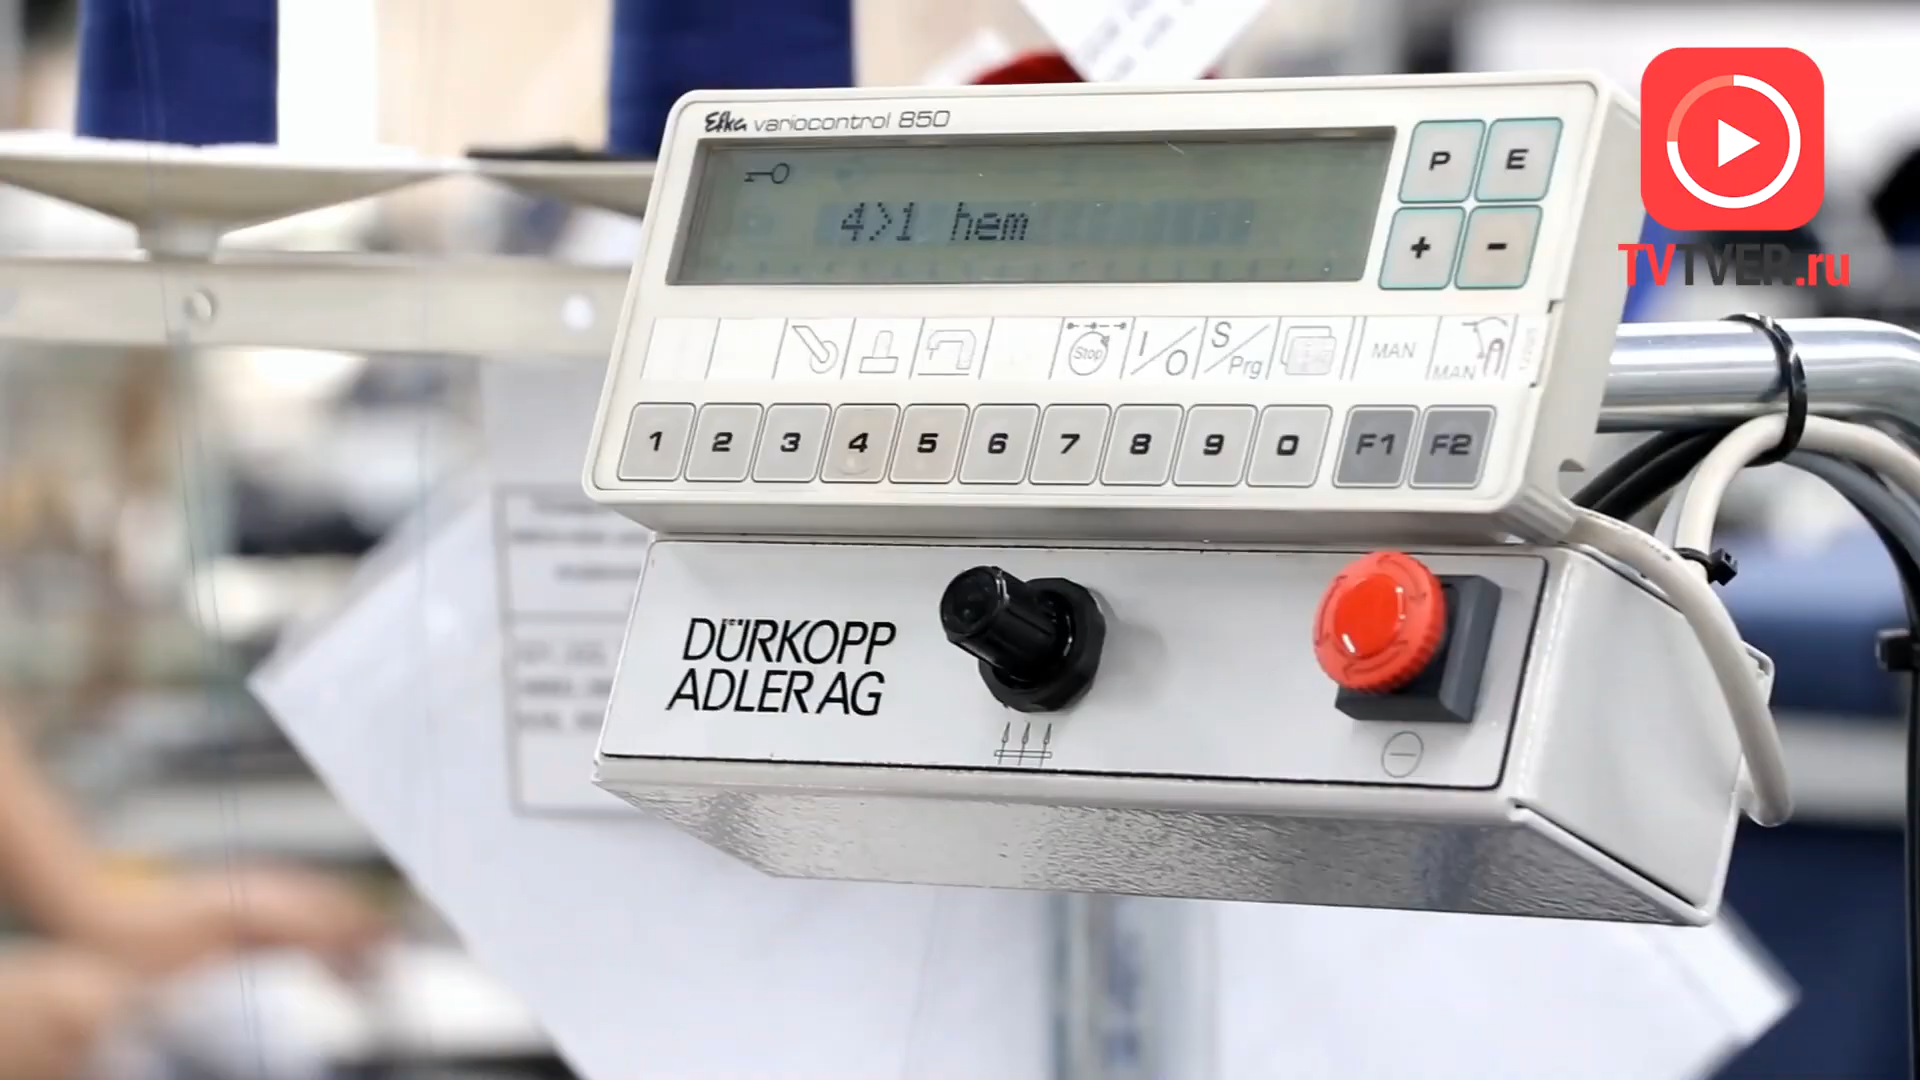 Efka variocontrol 850
4>1 hem
P E
+ -
Stop I/O S/Prg MAN MAN
1 2 3 4 5 6 7 8 9 0 F1 F2
DÜRKOPP
ADLER AG
TVTVER.ru